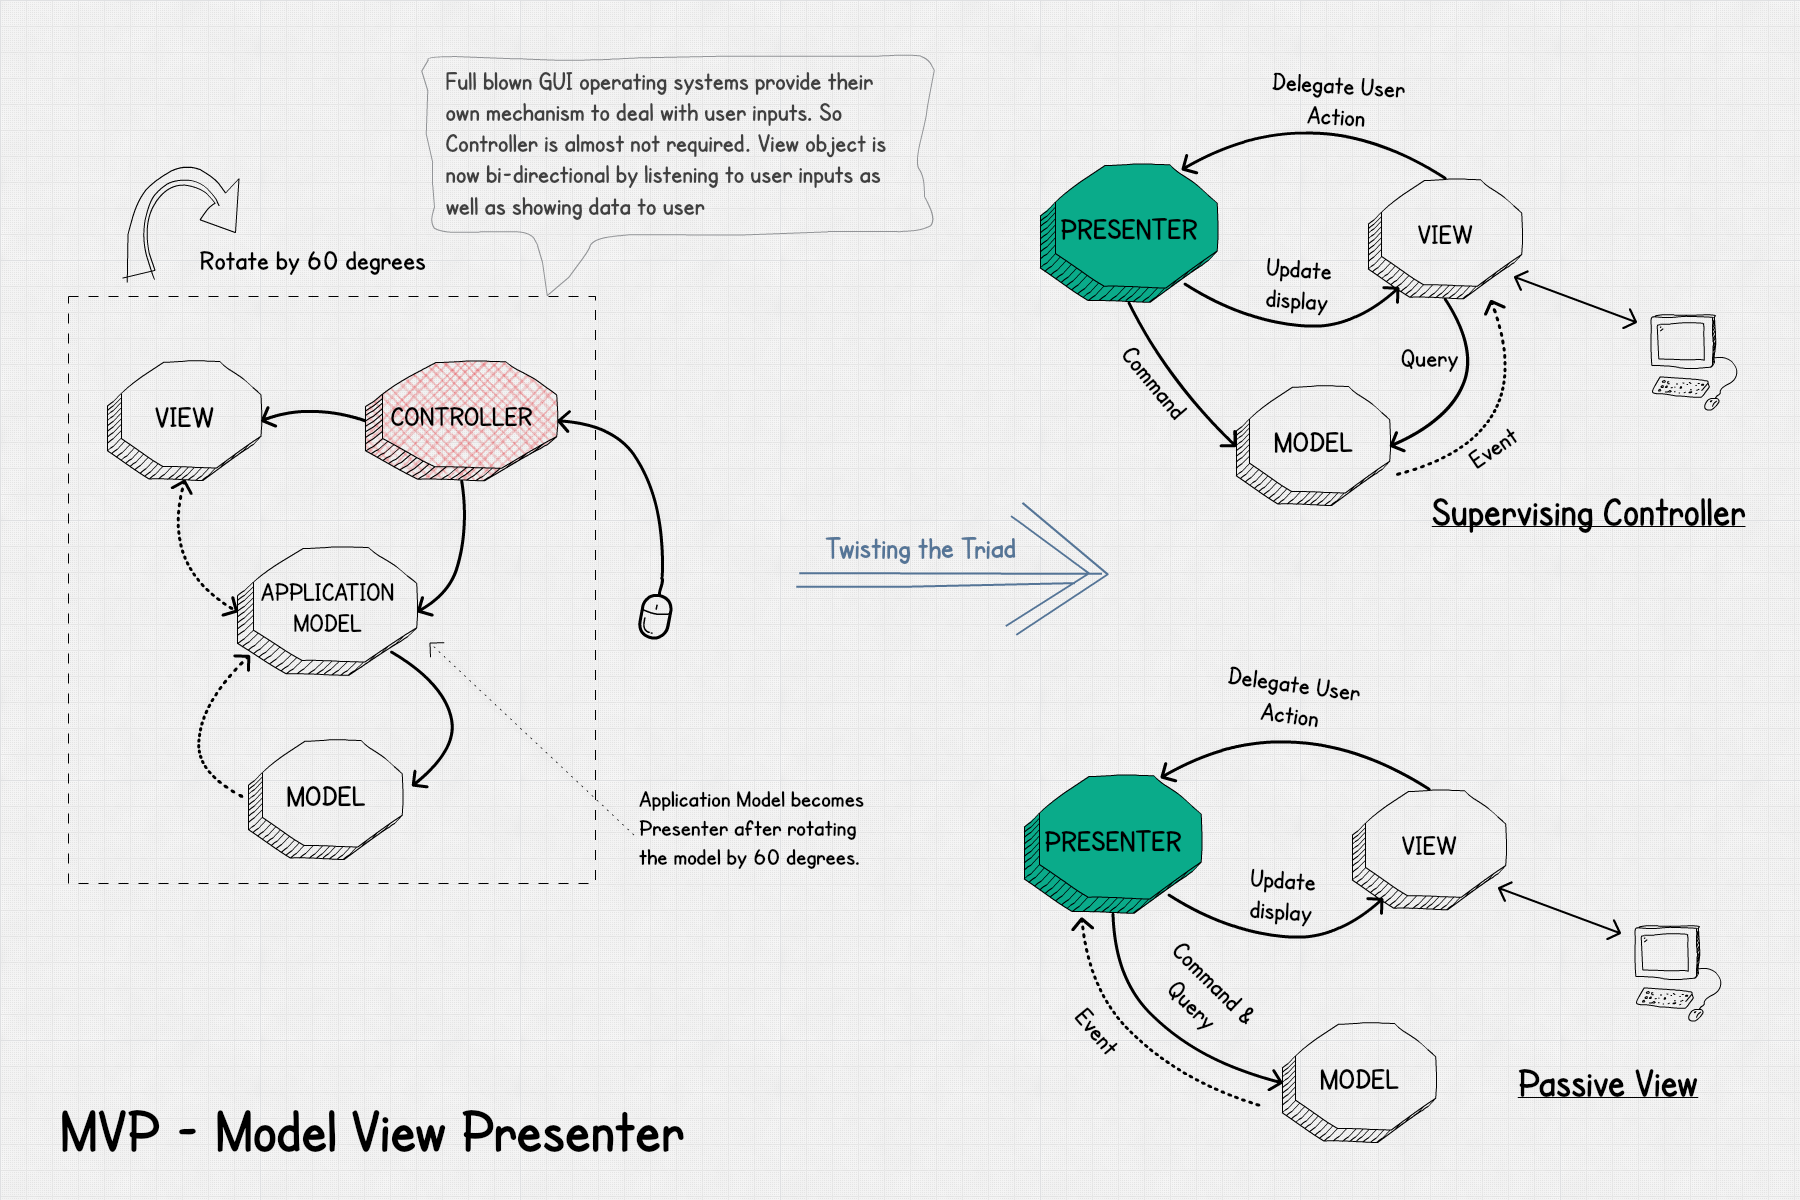 Full blown GUI operating systems provide their
own mechanism to deal with user inputs. So
Controller is almost not required. View object is
now bi-directional by listening to user inputs as
well as showing data to user
Rotate by 60 degrees
VIEW
CONTROLLER
APPLICATION
MODEL
MODEL
Application Model becomes
Presenter after rotating
the model by 60 degrees.
Twisting the Triad
Delegate User
Action
PRESENTER
VIEW
Update
display
Command
Query
MODEL
Event
Supervising Controller
Delegate User
Action
PRESENTER
VIEW
Update
display
Command &
Query
Event
MODEL
Passive View
MVP - Model View Presenter